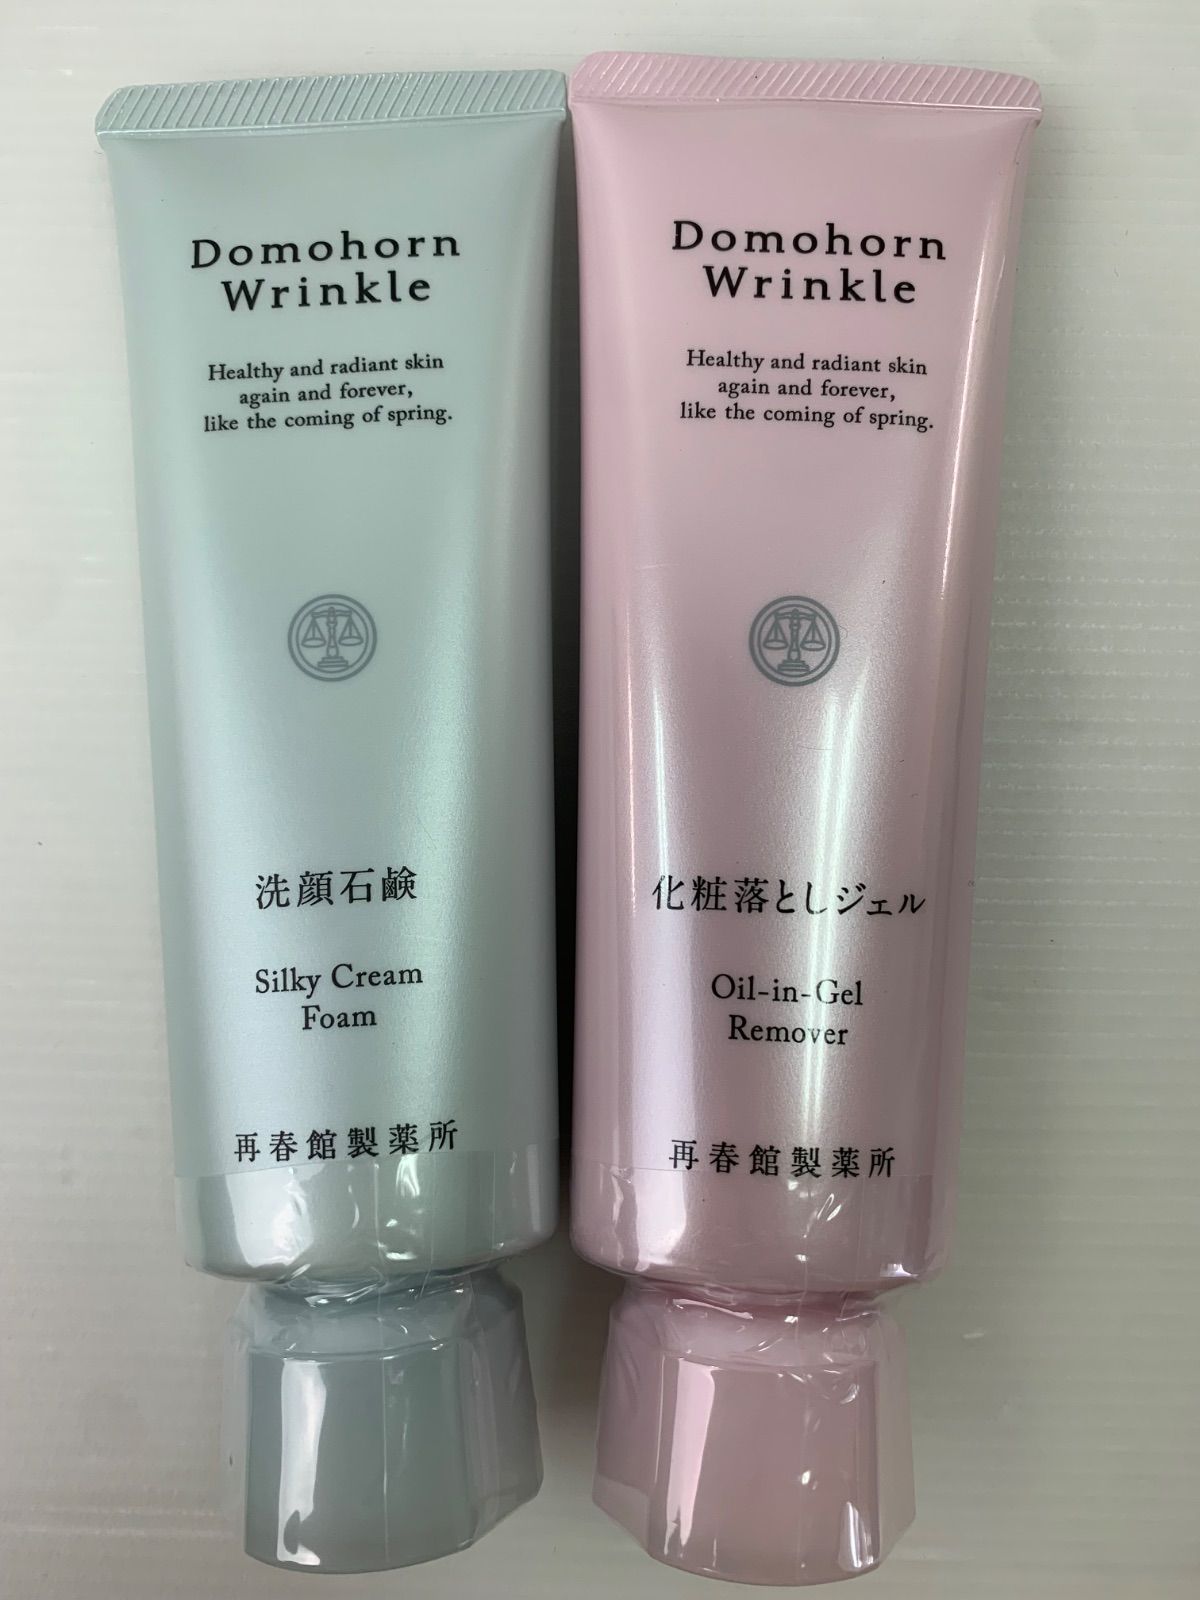 Domohorn
Wrinkle
Healthy and radiant skin
again and forever,
like the coming of spring.
洗顔石鹸
Silky Cream
Foam
再春館製薬所
Domohorn
Wrinkle
Healthy and radiant skin
again and forever,
like the coming of spring.
化粧落としジェル
Oil-in-Gel
Remover
再春館製薬所